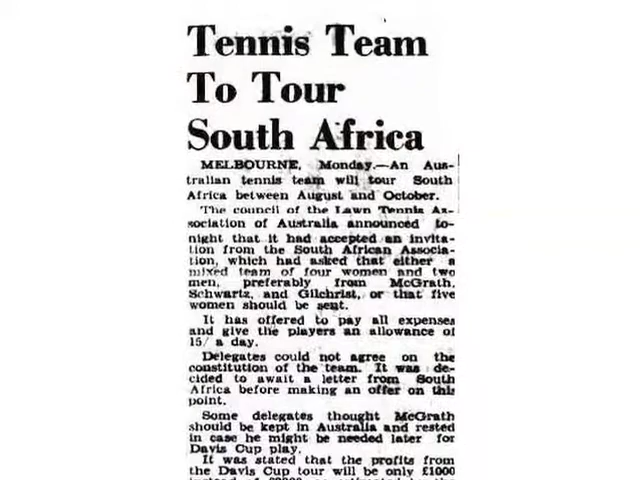 Tennis Team
To Tour
South Africa
MELBOURNE, Monday.—An Aus-
tralian tennis team will tour South
Africa between August and October.
The council of the Lawn Tennis As-
sociation of Australia announced to-
night that it had accepted an invita-
tion from the South African Associa-
tion, which had asked that either a
mixed team of four women and two
men, preferably from McGrath,
Schwartz, and Gilchrist, or that five
women should be sent.
It has offered to pay all expenses
and give the players an allowance of
15/ a day.
Delegates could not agree on the
constitution of the team. It was de-
cided to await a letter from South
Africa before making an offer on this
point.
Some delegates thought McGrath
should be kept in Australia and rested
in case he might be needed later for
Davis Cup play.
It was stated that the profits from
the Davis Cup tour will be only £1000